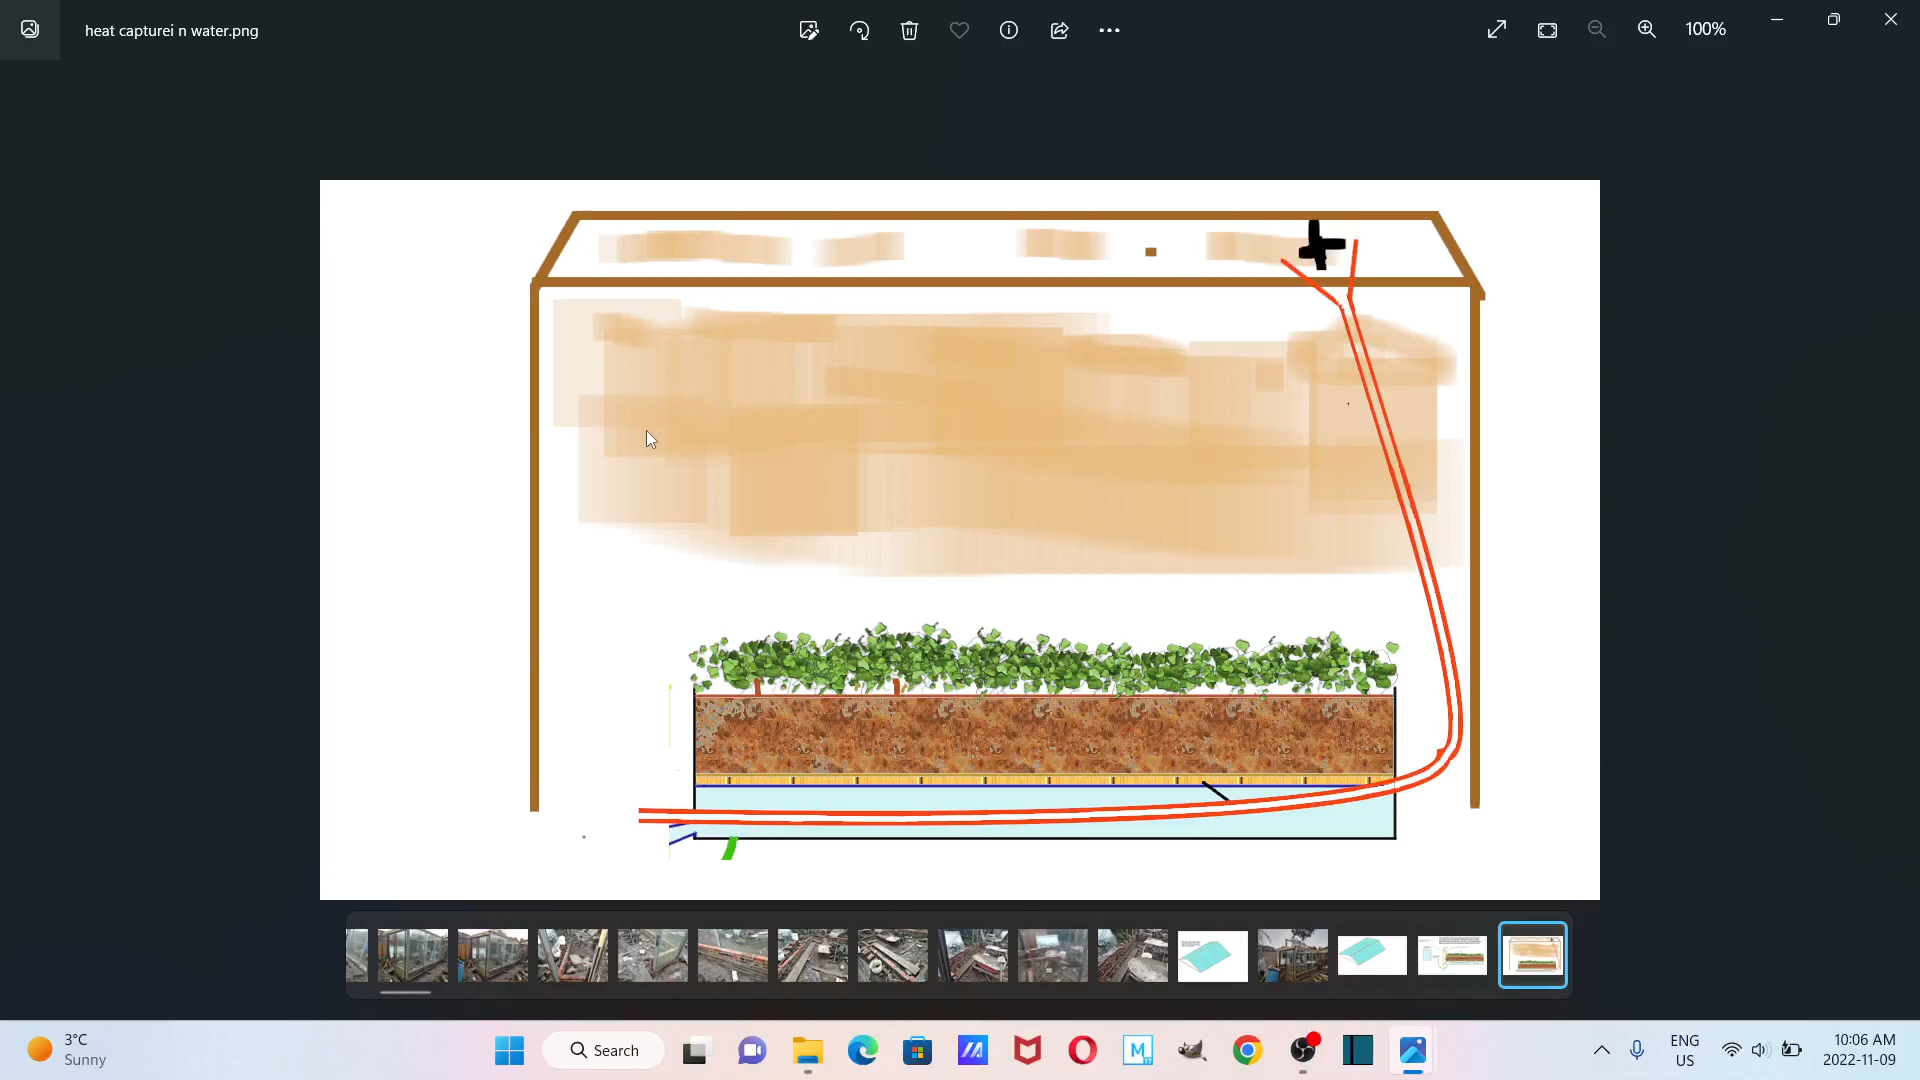 heat capturei n water.png
100%
3°C
Sunny
Search
ENG
US
10:06 AM
2022-11-09